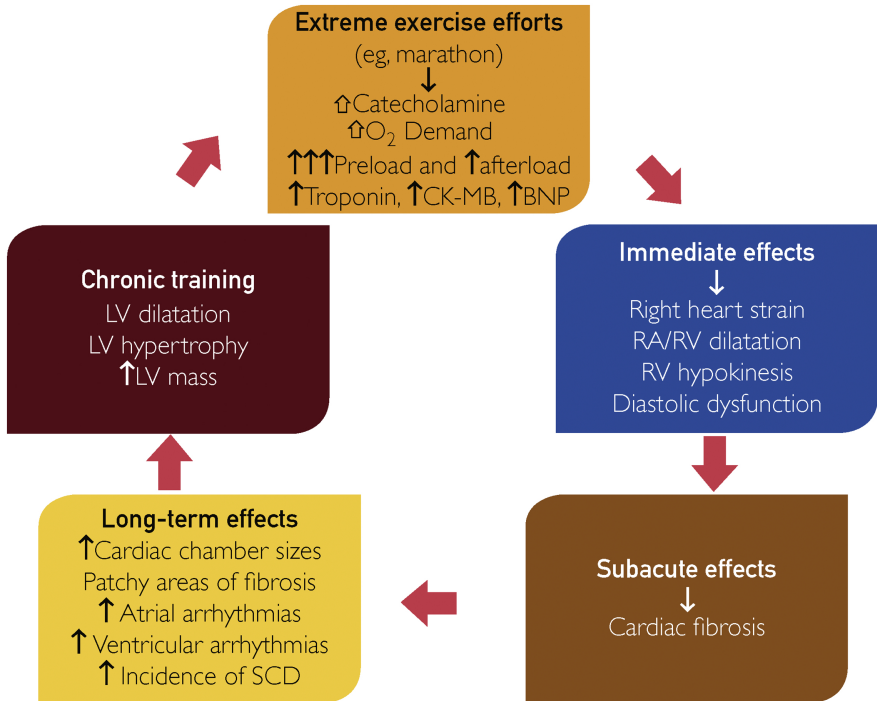 Extreme exercise efforts
(eg, marathon)
↓
⇧Catecholamine
⇧O₂ Demand
↑↑↑Preload and ↑afterload
↑Troponin, ↑CK-MB, ↑BNP
Immediate effects
↓
Right heart strain
RA/RV dilatation
RV hypokinesis
Diastolic dysfunction
Subacute effects
↓
Cardiac fibrosis
Long-term effects
↑Cardiac chamber sizes
Patchy areas of fibrosis
↑ Atrial arrhythmias
↑ Ventricular arrhythmias
↑ Incidence of SCD
Chronic training
LV dilatation
LV hypertrophy
↑LV mass